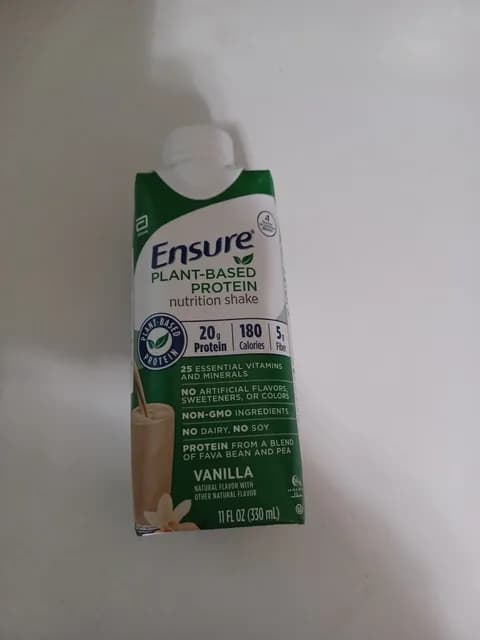 Ensure®
PLANT-BASED
PROTEIN
nutrition shake
PLANT-BASED
PROTEIN
20g
Protein
180
Calories
5g
Fiber
25 ESSENTIAL VITAMINS
AND MINERALS
NO ARTIFICIAL FLAVORS,
SWEETENERS, OR COLORS
NON-GMO INGREDIENTS
NO DAIRY, NO SOY
PROTEIN FROM A BLEND
OF FAVA BEAN AND PEA
VANILLA
NATURAL FLAVOR WITH
OTHER NATURAL FLAVOR
11 FL OZ (330 mL)